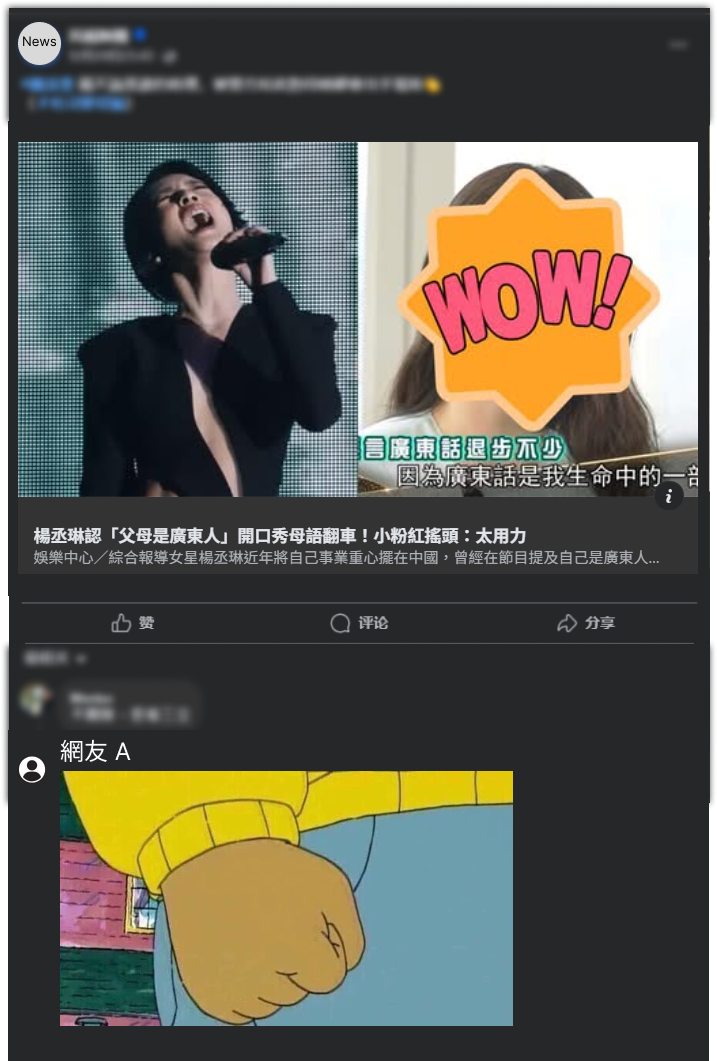 News
WOW!
言廣東話退步不少
因為廣東話是我生命中的一部
楊丞琳認「父母是廣東人」開口秀母語翻車！小粉紅搖頭：太用力
娛樂中心／綜合報導女星楊丞琳近年將自己事業重心擺在中國，曾經在節目提及自己是廣東人...
赞
评论
分享
網友 A